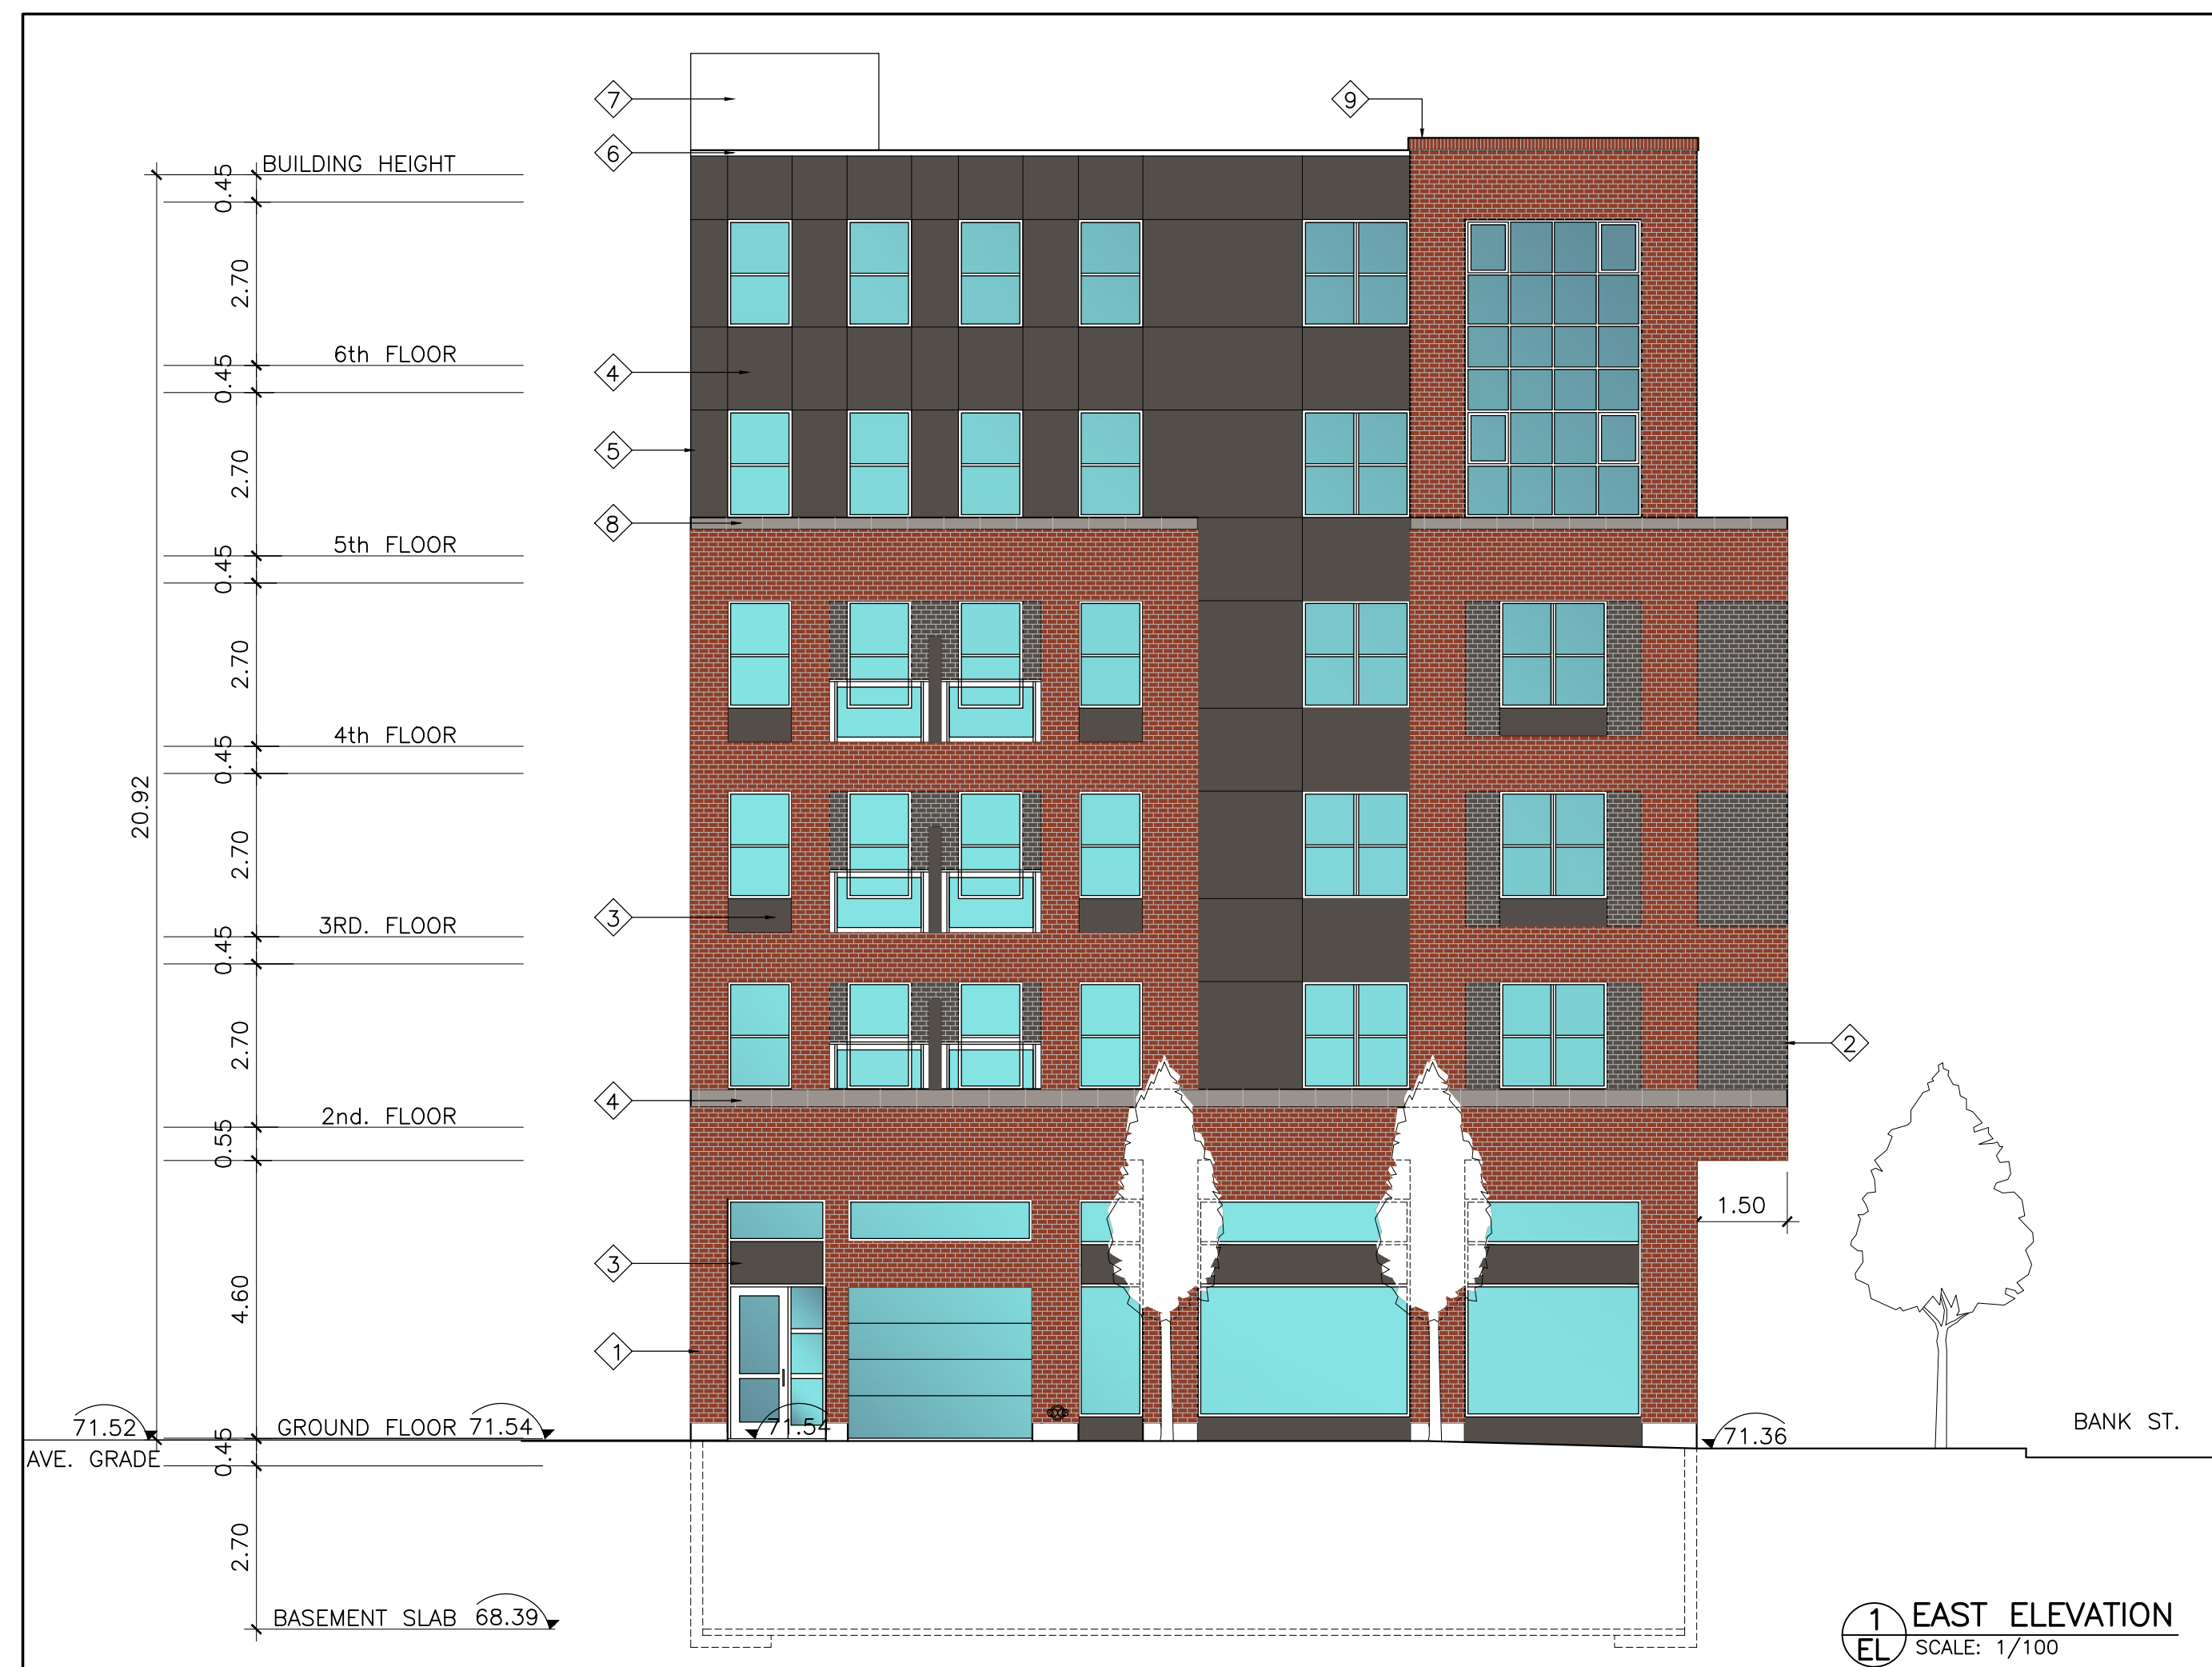 7
9
6
BUILDING HEIGHT
0.45
2.70
6th FLOOR
0.45
4
2.70
5
8
5th FLOOR
0.45
2.70
4th FLOOR
0.45
20.92
2.70
3
3RD. FLOOR
0.45
2.70
2
4
2nd. FLOOR
0.55
1.50
3
4.60
1
71.52
GROUND FLOOR 71.54
71.54
71.36
BANK ST.
AVE. GRADE
0.45
2.70
BASEMENT SLAB 68.39
1
EL
EAST ELEVATION
SCALE: 1/100